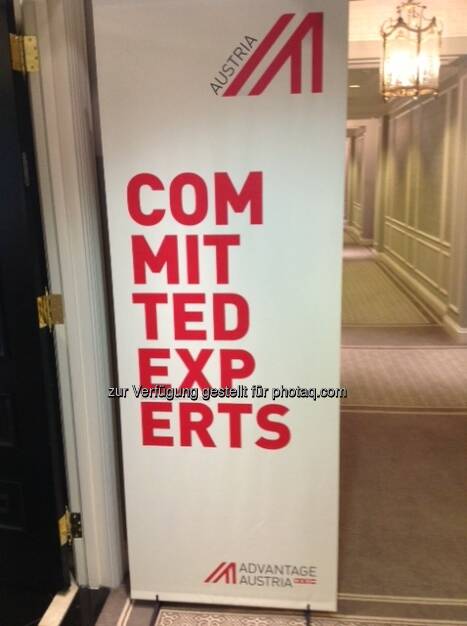 AUSTRIA
COM
MIT
TED
EXP
zur Verfügung gestellt für photaq.com
ERTS
ADVANTAGE
AUSTRIA